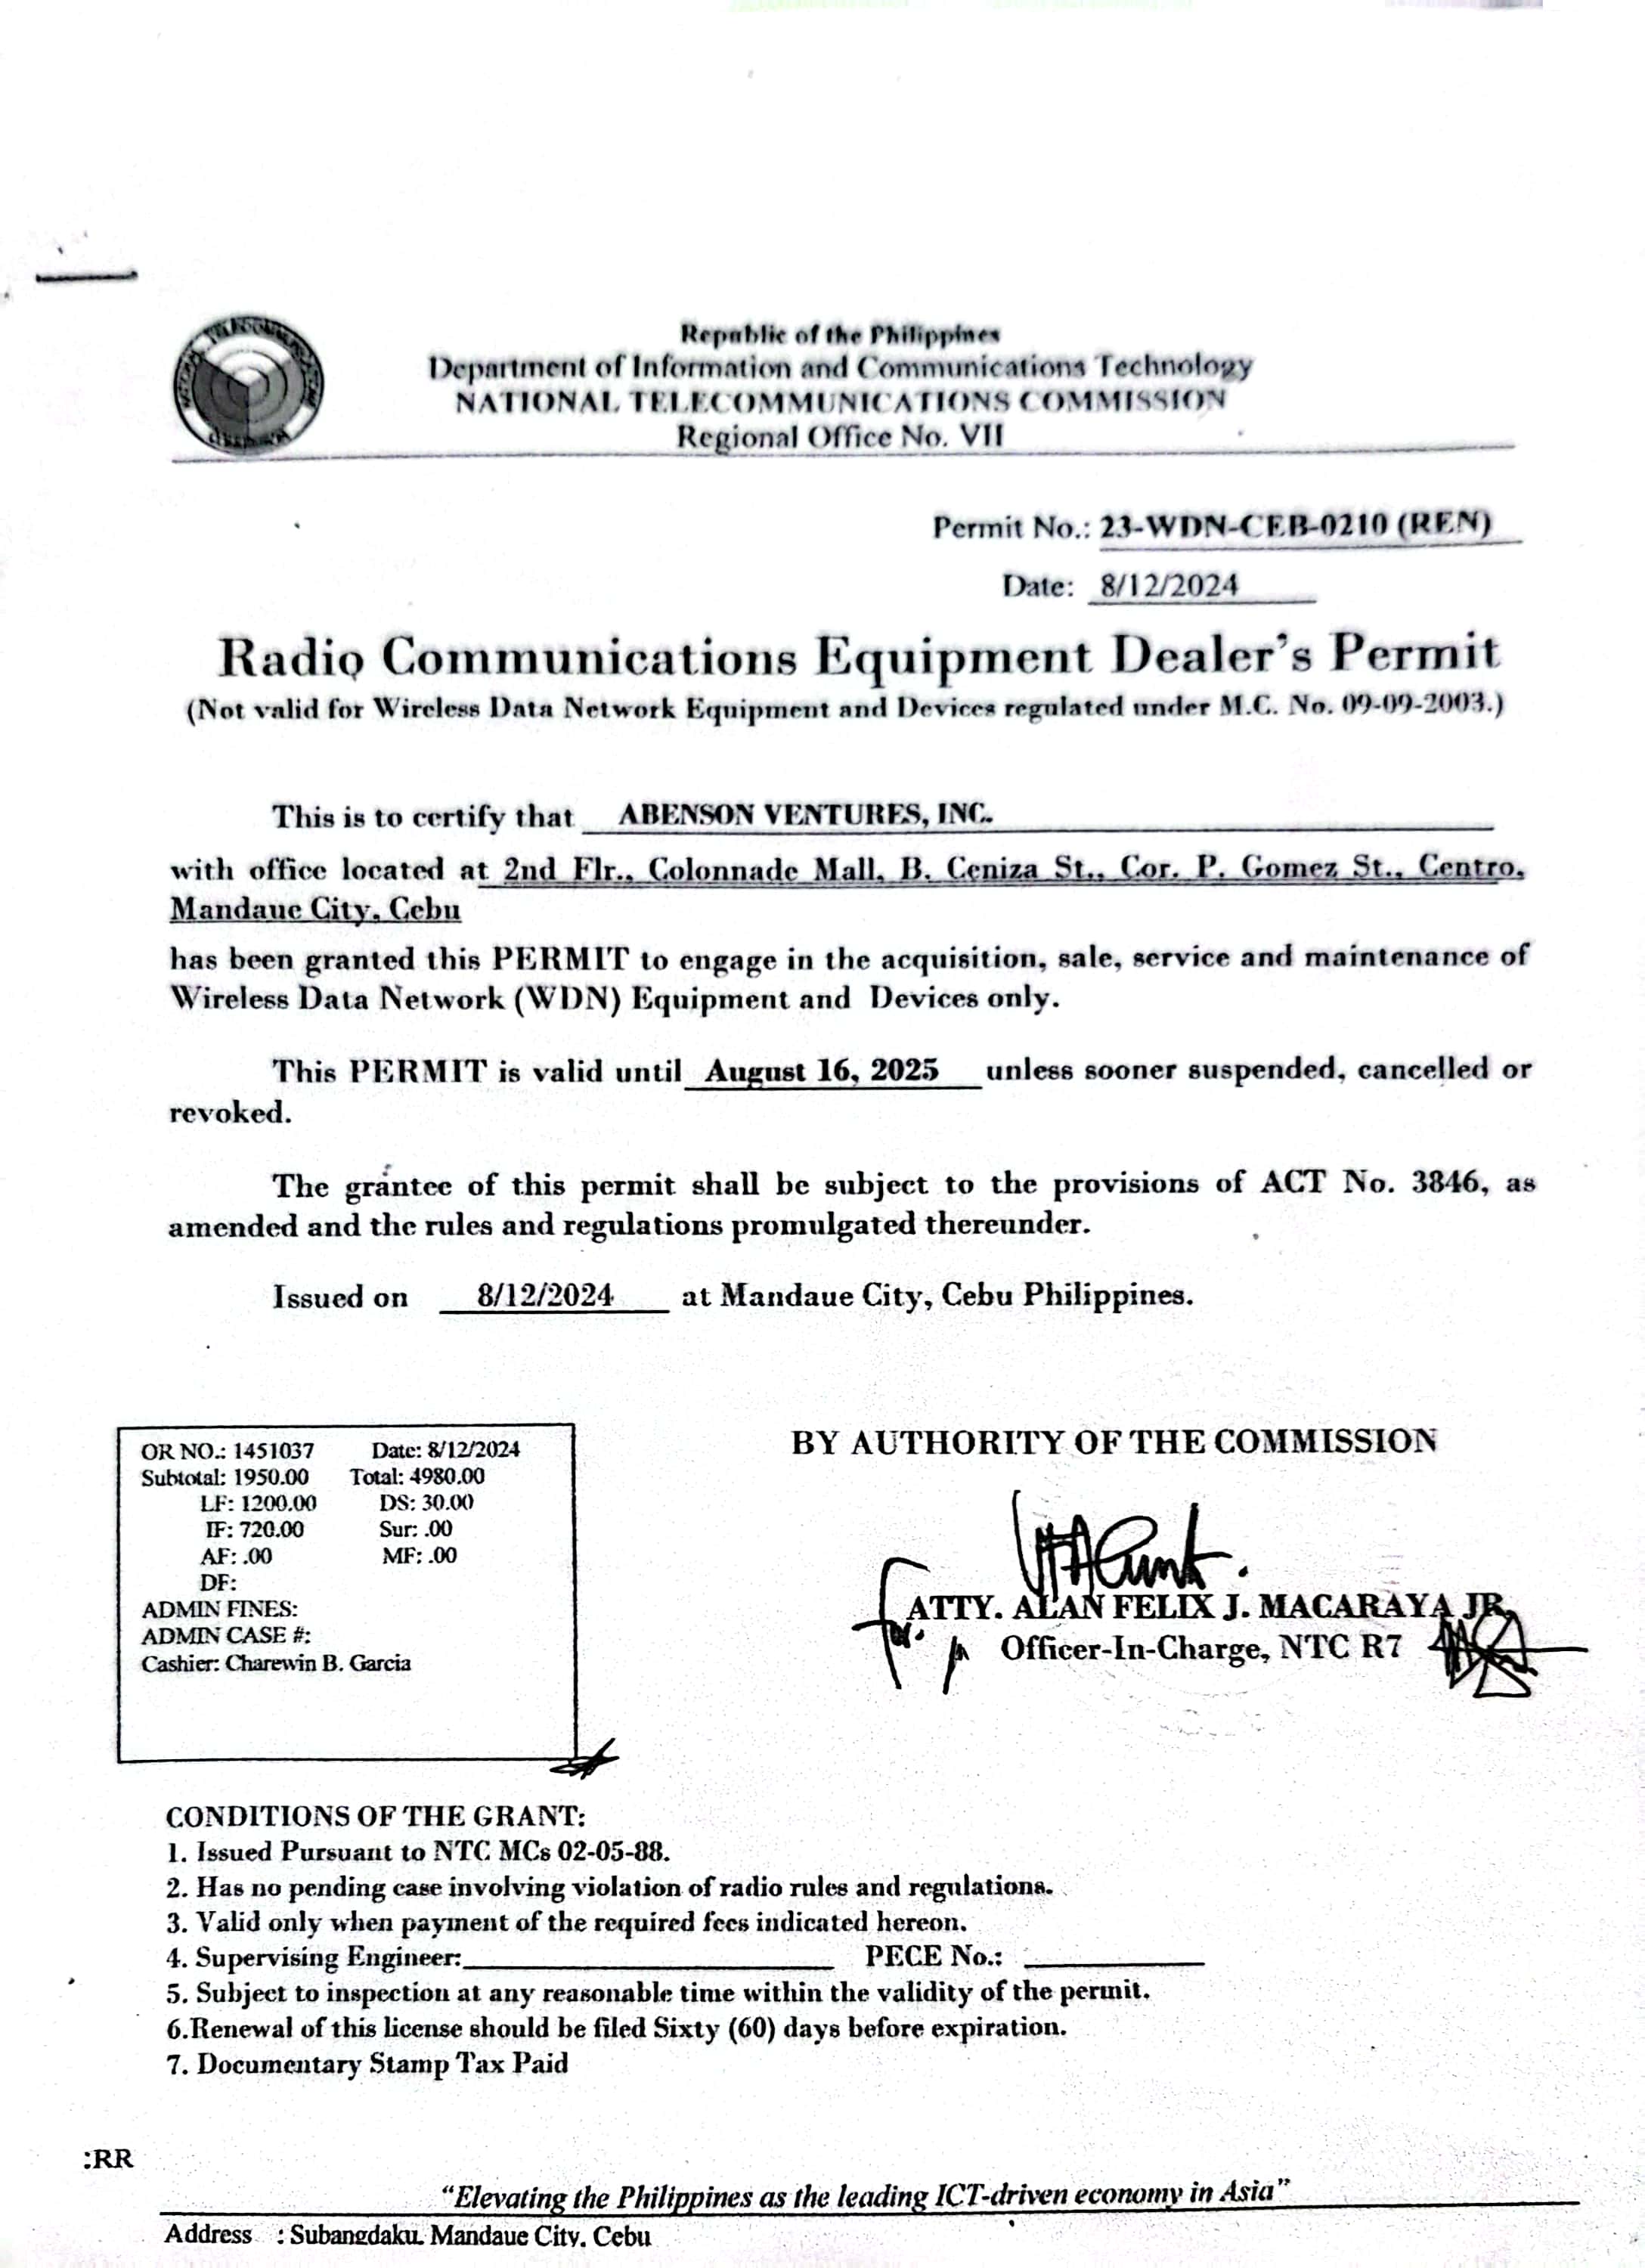 Republic of the Philippines
Department of Information and Communications Technology
NATIONAL TELECOMMUNICATIONS COMMISSION
Regional Office No. VII
Permit No.: 23-WDN-CEB-0210 (REN)
Date: 8/12/2024
Radio Communications Equipment Dealer's Permit
(Not valid for Wireless Data Network Equipment and Devices regulated under M.C. No. 09-09-2003.)
This is to certify that ABENSON VENTURES, INC.
with office located at 2nd Flr., Colonnade Mall, B. Ceniza St., Cor. P. Gomez St., Centro,
Mandaue City, Cebu
has been granted this PERMIT to engage in the acquisition, sale, service and maintenance of
Wireless Data Network (WDN) Equipment and Devices only.
This PERMIT is valid until August 16, 2025 unless sooner suspended, cancelled or
revoked.
The grantee of this permit shall be subject to the provisions of ACT No. 3846, as
amended and the rules and regulations promulgated thereunder.
Issued on 8/12/2024 at Mandaue City, Cebu Philippines.
OR NO.: 1451037 Date: 8/12/2024
Subtotal: 1950.00 Total: 4980.00
LF: 1200.00 DS: 30.00
IF: 720.00 Sur: .00
AF: .00 MF: .00
DF:
ADMIN FINES:
ADMIN CASE #:
Cashier: Charewin B. Garcia
BY AUTHORITY OF THE COMMISSION
ATTY. ALAN FELIX J. MACARAYA JR.
Officer-In-Charge, NTC R7
CONDITIONS OF THE GRANT:
1. Issued Pursuant to NTC MCs 02-05-88.
2. Has no pending case involving violation of radio rules and regulations.
3. Valid only when payment of the required fees indicated hereon.
4. Supervising Engineer: PECE No.:
5. Subject to inspection at any reasonable time within the validity of the permit.
6.Renewal of this license should be filed Sixty (60) days before expiration.
7. Documentary Stamp Tax Paid
:RR
"Elevating the Philippines as the leading ICT-driven economy in Asia"
Address : Subangdaku, Mandaue City, Cebu